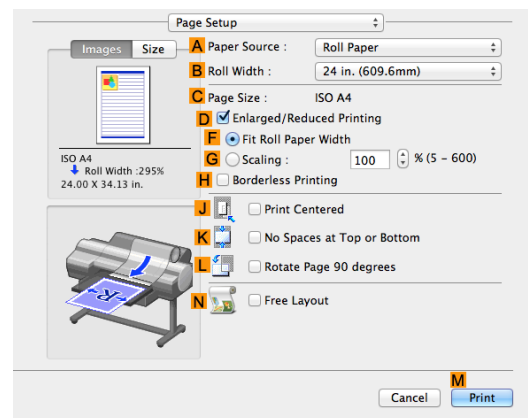 Page Setup
Images Size
A Paper Source : Roll Paper
B Roll Width : 24 in. (609.6mm)
C Page Size : ISO A4
D Enlarged/Reduced Printing
F Fit Roll Paper Width
G Scaling : 100 % (5 - 600)
H Borderless Printing
ISO A4
Roll Width :295%
24.00 X 34.13 in.
J Print Centered
K No Spaces at Top or Bottom
L Rotate Page 90 degrees
N Free Layout
R
M
Cancel Print